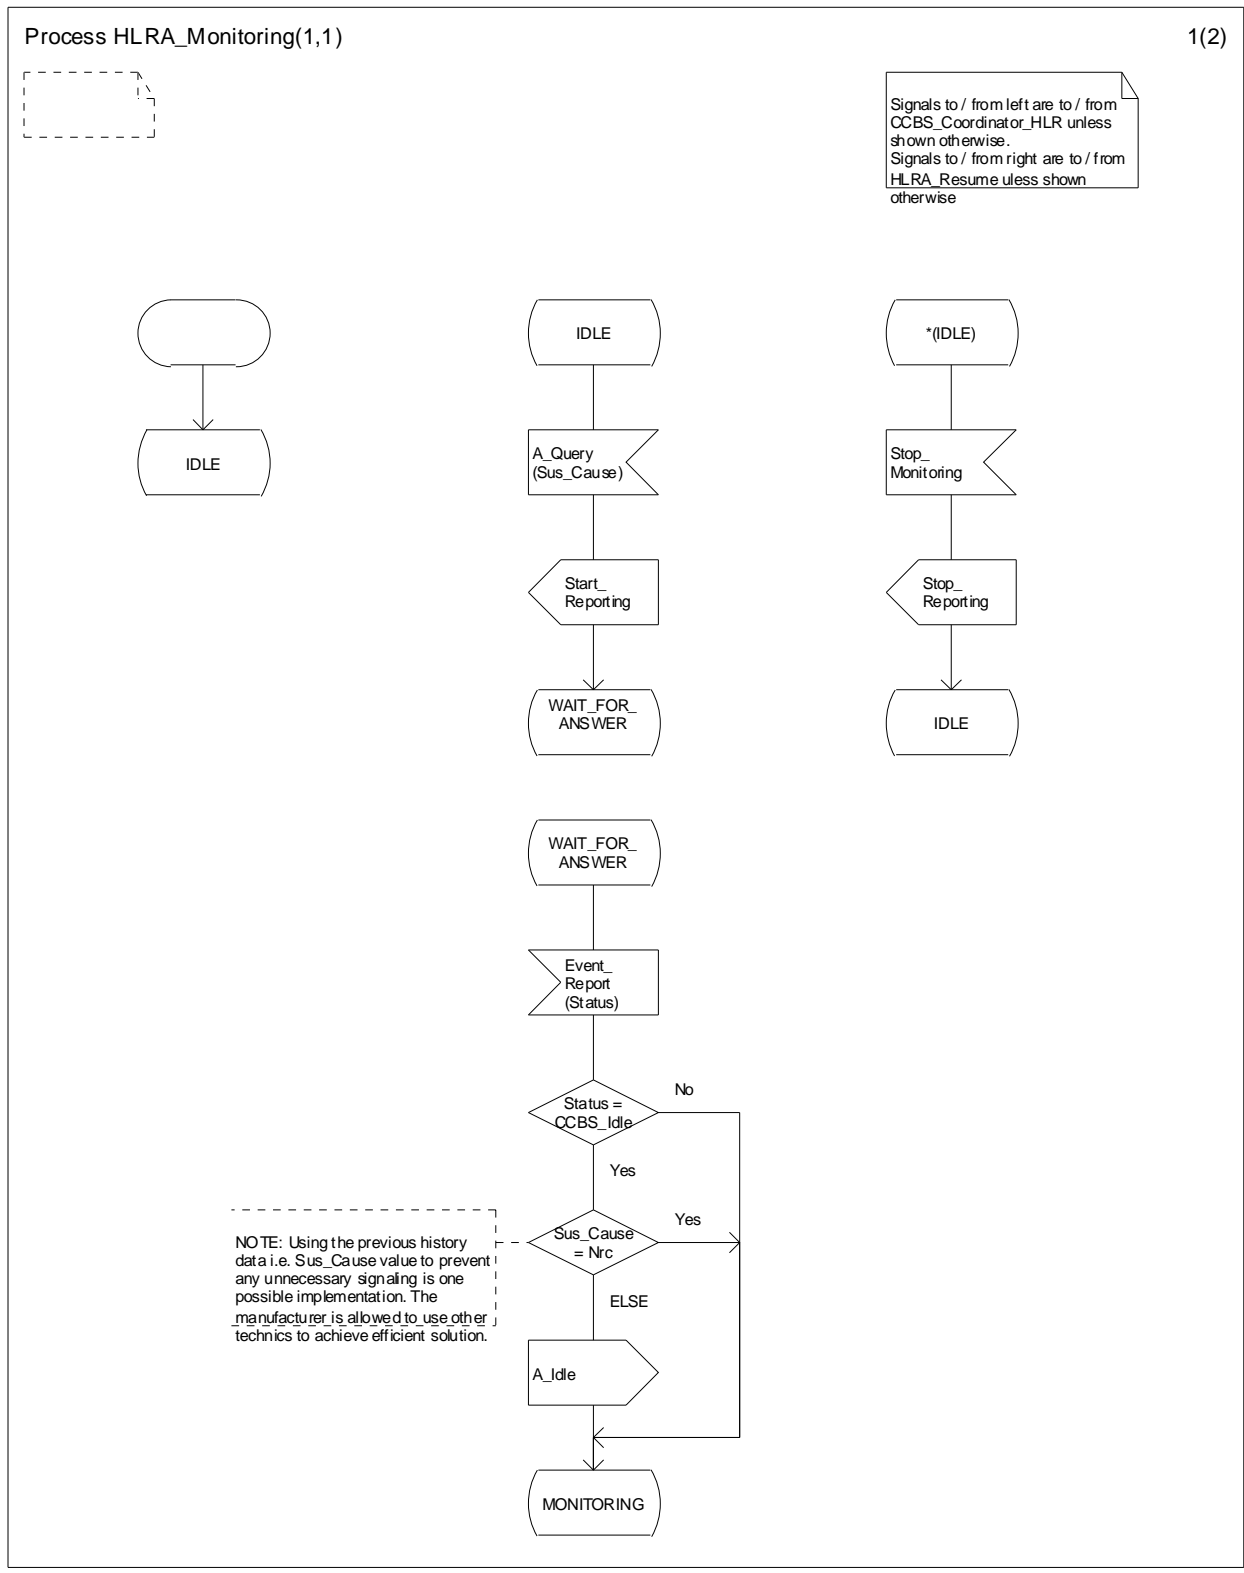 Process HLRA_Monitoring(1,1)
1(2)
Signals to / from left are to / from
CCBS_Coordinator_HLR unless
shown otherwise.
Signals to / from right are to / from
HLRA_Resume uless shown
otherwise
IDLE
*(IDLE)
IDLE
A_Query
(Sus_Cause)
Stop_
Monitoring
Start_
Reporting
Stop_
Reporting
WAIT_FOR_
ANSWER
IDLE
WAIT_FOR_
ANSWER
Event_
Report
(Status)
Status =
CCBS_Idle
No
Yes
Sus_Cause
= Nrc
Yes
NOTE: Using the previous history
data i.e. Sus_Cause value to prevent
any unnecessary signaling is one
possible implementation. The
manufacturer is allowed to use other
technics to achieve efficient solution.
ELSE
A_Idle
MONITORING